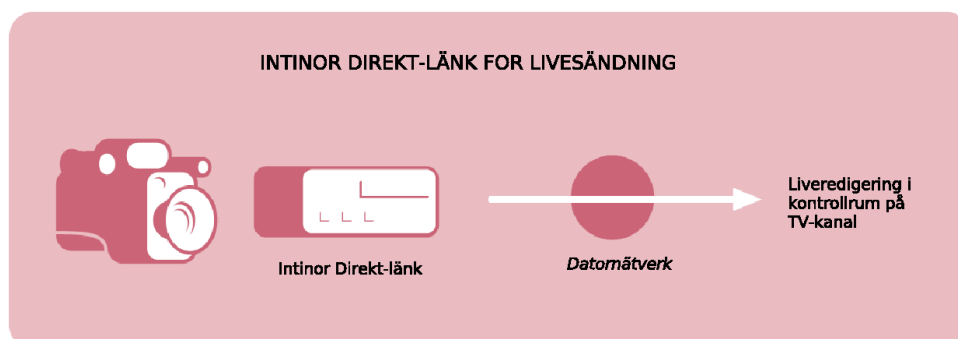 INTINOR DIREKT-LÄNK FOR LIVESÄNDNING
Intinor Direkt-länk
Datornätverk
Liveredigering i
kontrollrum på
TV-kanal